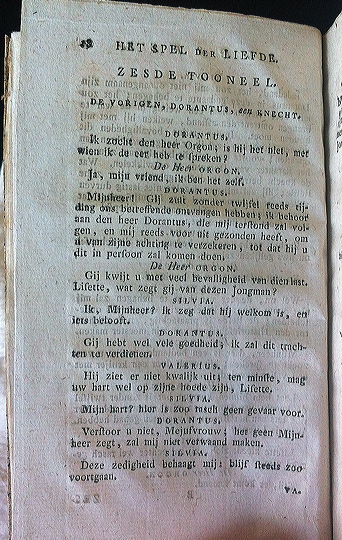 32 HET SPEL DER LIEFDE.
ZESDE TOONEEL.
DE VORIGEN, DORANTUS, een KNECHT.
DORANTUS.
Ik zocht den heer Orgon; is hij het niet, met
wien ik de eer heb te spreken?
De Heer ORGON.
Ja, mijn vriend, ik ben het zelf.
DORANTUS.
Mijnheer! Gij zult zonder twijfel reeds tij-
ding ons betreffende ontvangen hebben; ik behoor
aan den heer Dorante, die mij terstond zal vol-
gen, en mij reeds voor uit gezonden heeft, om
u van zijne achting te verzekeren, tot dat hij u
dit in persoon zal komen doen.
De Heer ORGON.
Gij kwijt u met veel bevalligheid van dien last.
Lisette, wat zegt gij van dezen Jongman?
SILVIA.
Ik, Mijnheer? ik zeg dat hij welkom is, en
iets belooft.
DORANTUS.
Gij hebt wel vele goedheid; ik zal dit trach-
ten te verdienen.
VALERIUS.
Hij ziet er niet kwalijk uit; ten minste, mag
uw hart wel op zijne hoede zijn, Lisette.
SILVIA.
Mijn hart? hier is zoo rasch geen gevaar voor.
DORANTUS.
Verstoor u niet, Mejufvrouw; het geen Mijn-
heer zegt, zal mij niet verwaand maken.
SILVIA.
Deze zedigheid behaagt mij: blijf steeds zoo
voortgaan.
VA.